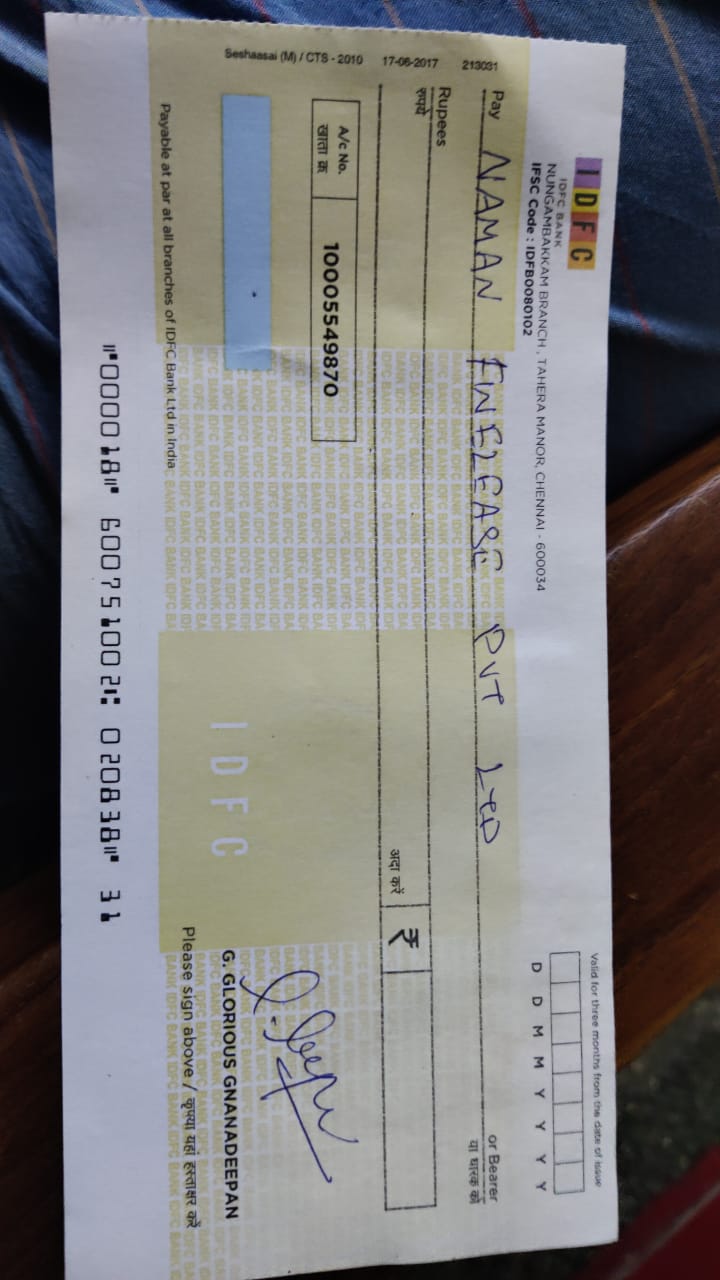 IDFC
IDFC BANK
NUNGAMBAKKAM BRANCH, TAHERA MANOR, CHENNAI - 600034
IFSC Code : IDFB0080102
Valid for three months from the date of issue
D D M M Y Y Y Y
Pay NAMAN FINELEASE PVT LTD or Bearer
या धारक को
Rupees
रुपये
अदा करें ₹
A/c No.
खाता क्र
10005549870
Seshaasai (M) / CTS - 2010 17-06-2017 213031
IDFC
G. GLORIOUS GNANADEEPAN
Please sign above / कृप्या यहां हस्ताक्षर करें
Payable at par at all branches of IDFC Bank Ltd in India
⑈000018⑈ 600751002⑆ 020838⑈ 31